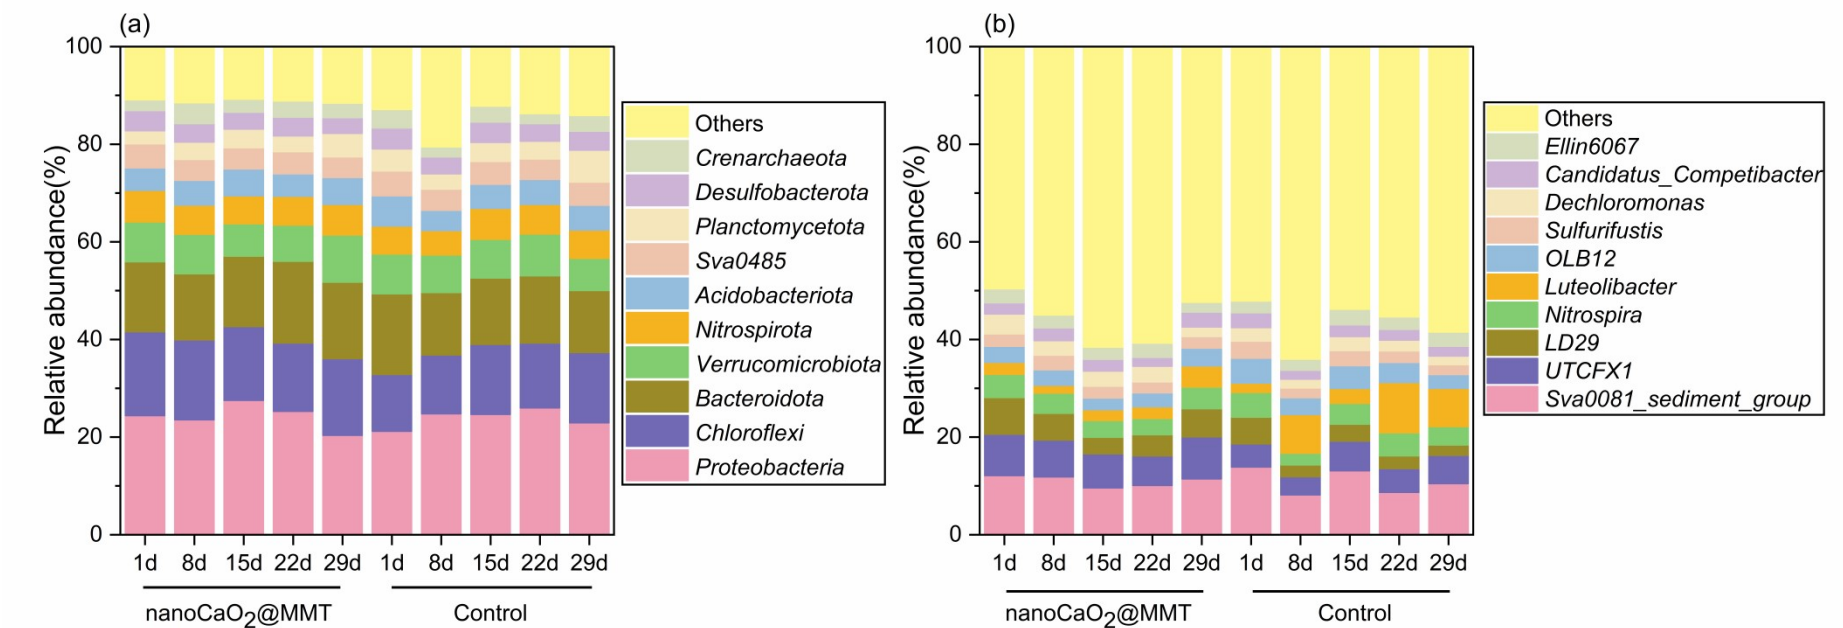 (a)
Relative abundance(%)
100
80
60
40
20
0
1d 8d 15d 22d 29d 1d 8d 15d 22d 29d
nanoCaO2@MMT Control
Others
Crenarchaeota
Desulfobacterota
Planctomycetota
Sva0485
Acidobacteriota
Nitrospirota
Verrucomicrobiota
Bacteroidota
Chloroflexi
Proteobacteria
(b)
Relative abundance(%)
100
80
60
40
20
0
1d 8d 15d 22d 29d 1d 8d 15d 22d 29d
nanoCaO2@MMT Control
Others
Ellin6067
Candidatus_Competibacter
Dechloromonas
Sulfurifustis
OLB12
Luteolibacter
Nitrospira
LD29
UTCFX1
Sva0081_sediment_group